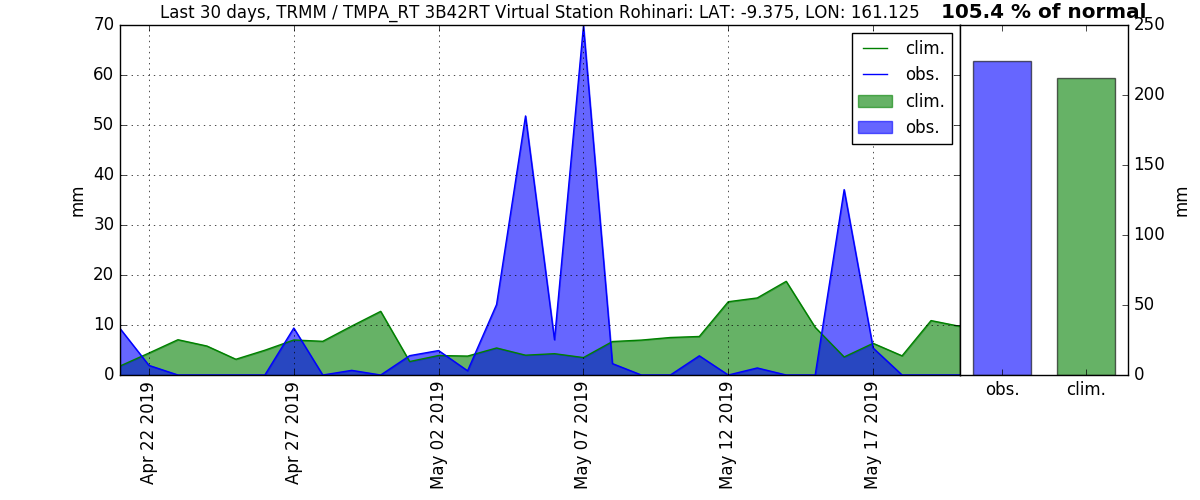 Last 30 days, TRMM / TMPA_RT 3B42RT Virtual Station Rohinari: LAT: -9.375, LON: 161.125
105.4 % of normal
70
60
50
40
30
20
10
0
mm
clim.
obs.
clim.
obs.
250
200
150
100
50
0
mm
Apr 22 2019
Apr 27 2019
May 02 2019
May 07 2019
May 12 2019
May 17 2019
obs.
clim.